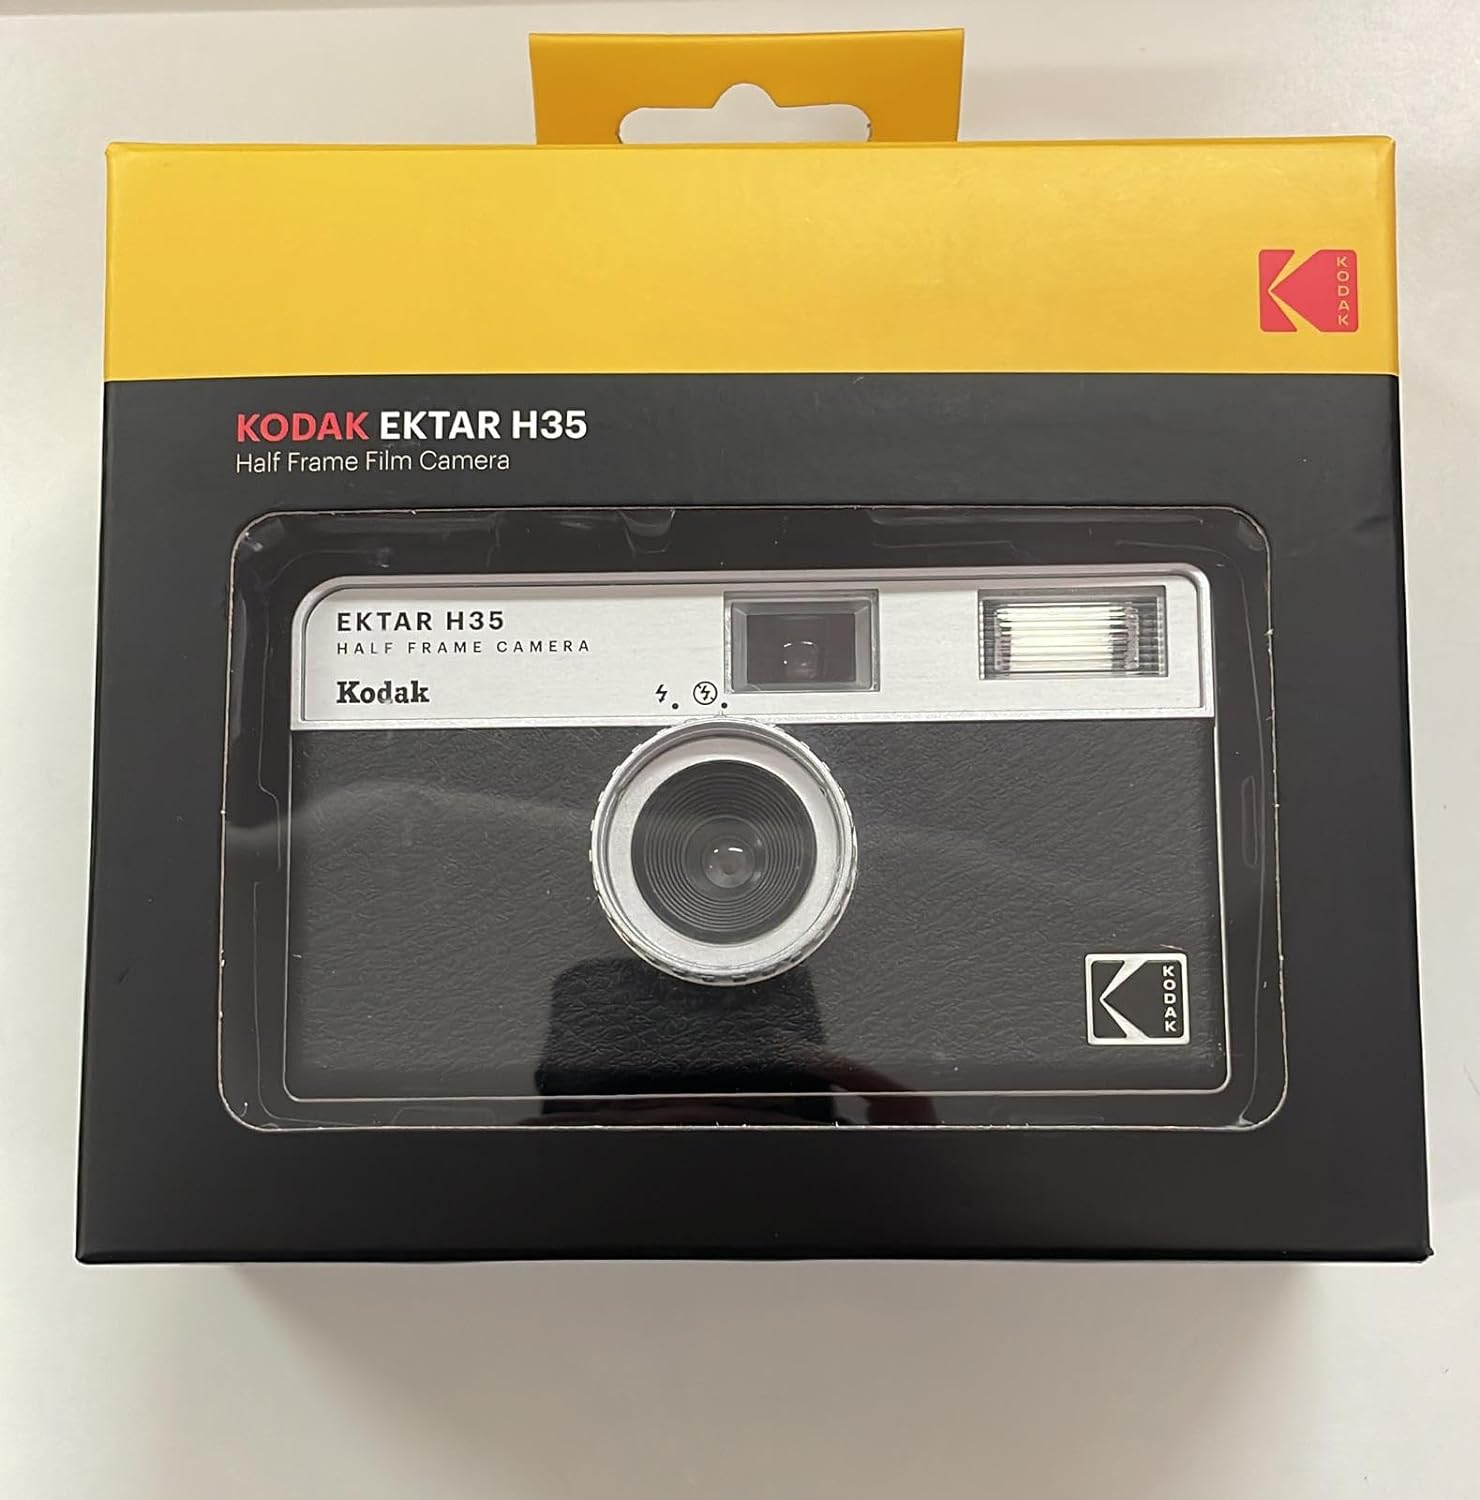 KODAK
KODAK EKTAR H35
Half Frame Film Camera
EKTAR H35
HALF FRAME CAMERA
Kodak
KODAK